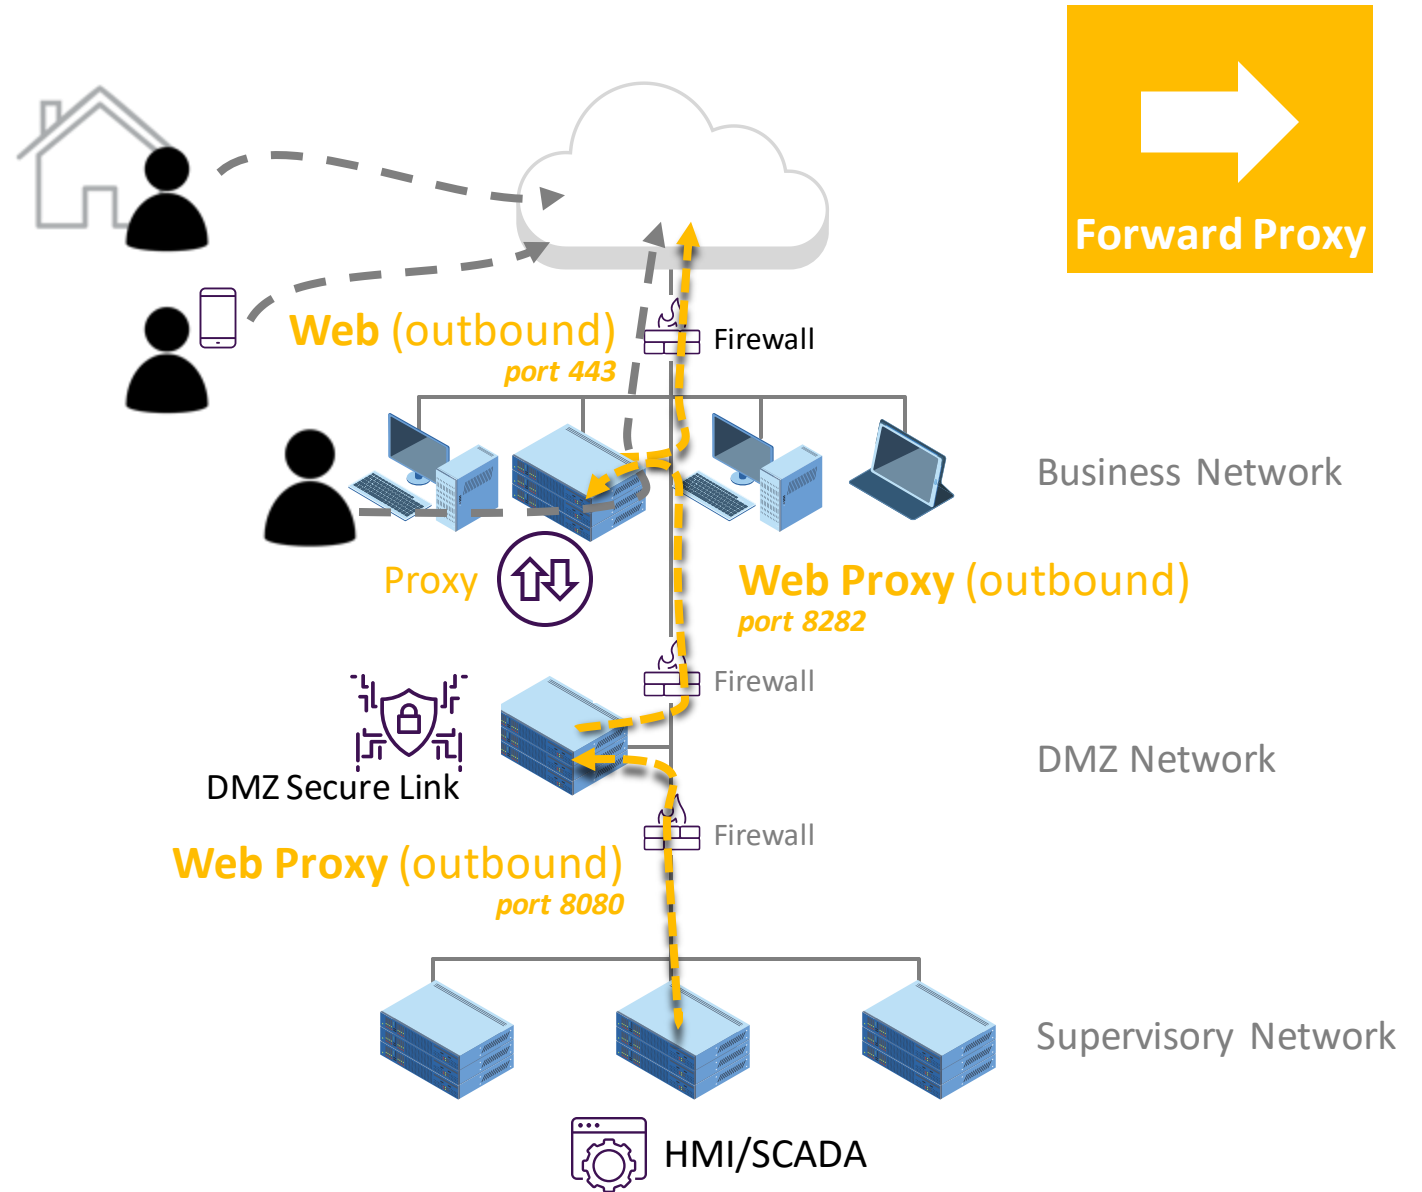 Forward Proxy
Web (outbound)
port 443
Firewall
Business Network
Proxy
Web Proxy (outbound)
port 8282
Firewall
DMZ Network
DMZ Secure Link
Firewall
Web Proxy (outbound)
port 8080
Supervisory Network
HMI/SCADA